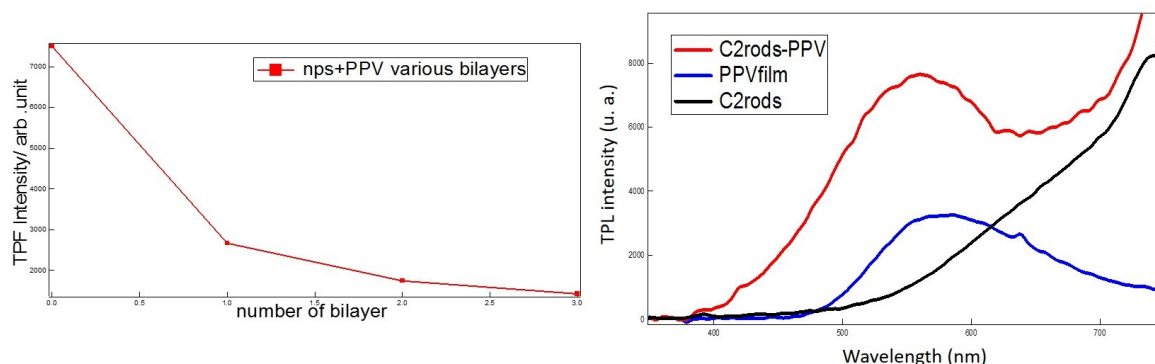 TPF Intensity/ arb .unit
7000
6000
5000
4000
3000
2000
nps+PPV various bilayers
0.0 0.5 1.0 1.5 2.0 2.5 3.0
number of bilayer
TPL intensity (u. a.)
8000
6000
4000
2000
0
C2rods-PPV
PPVfilm
C2rods
400 500 600 700
Wavelength (nm)